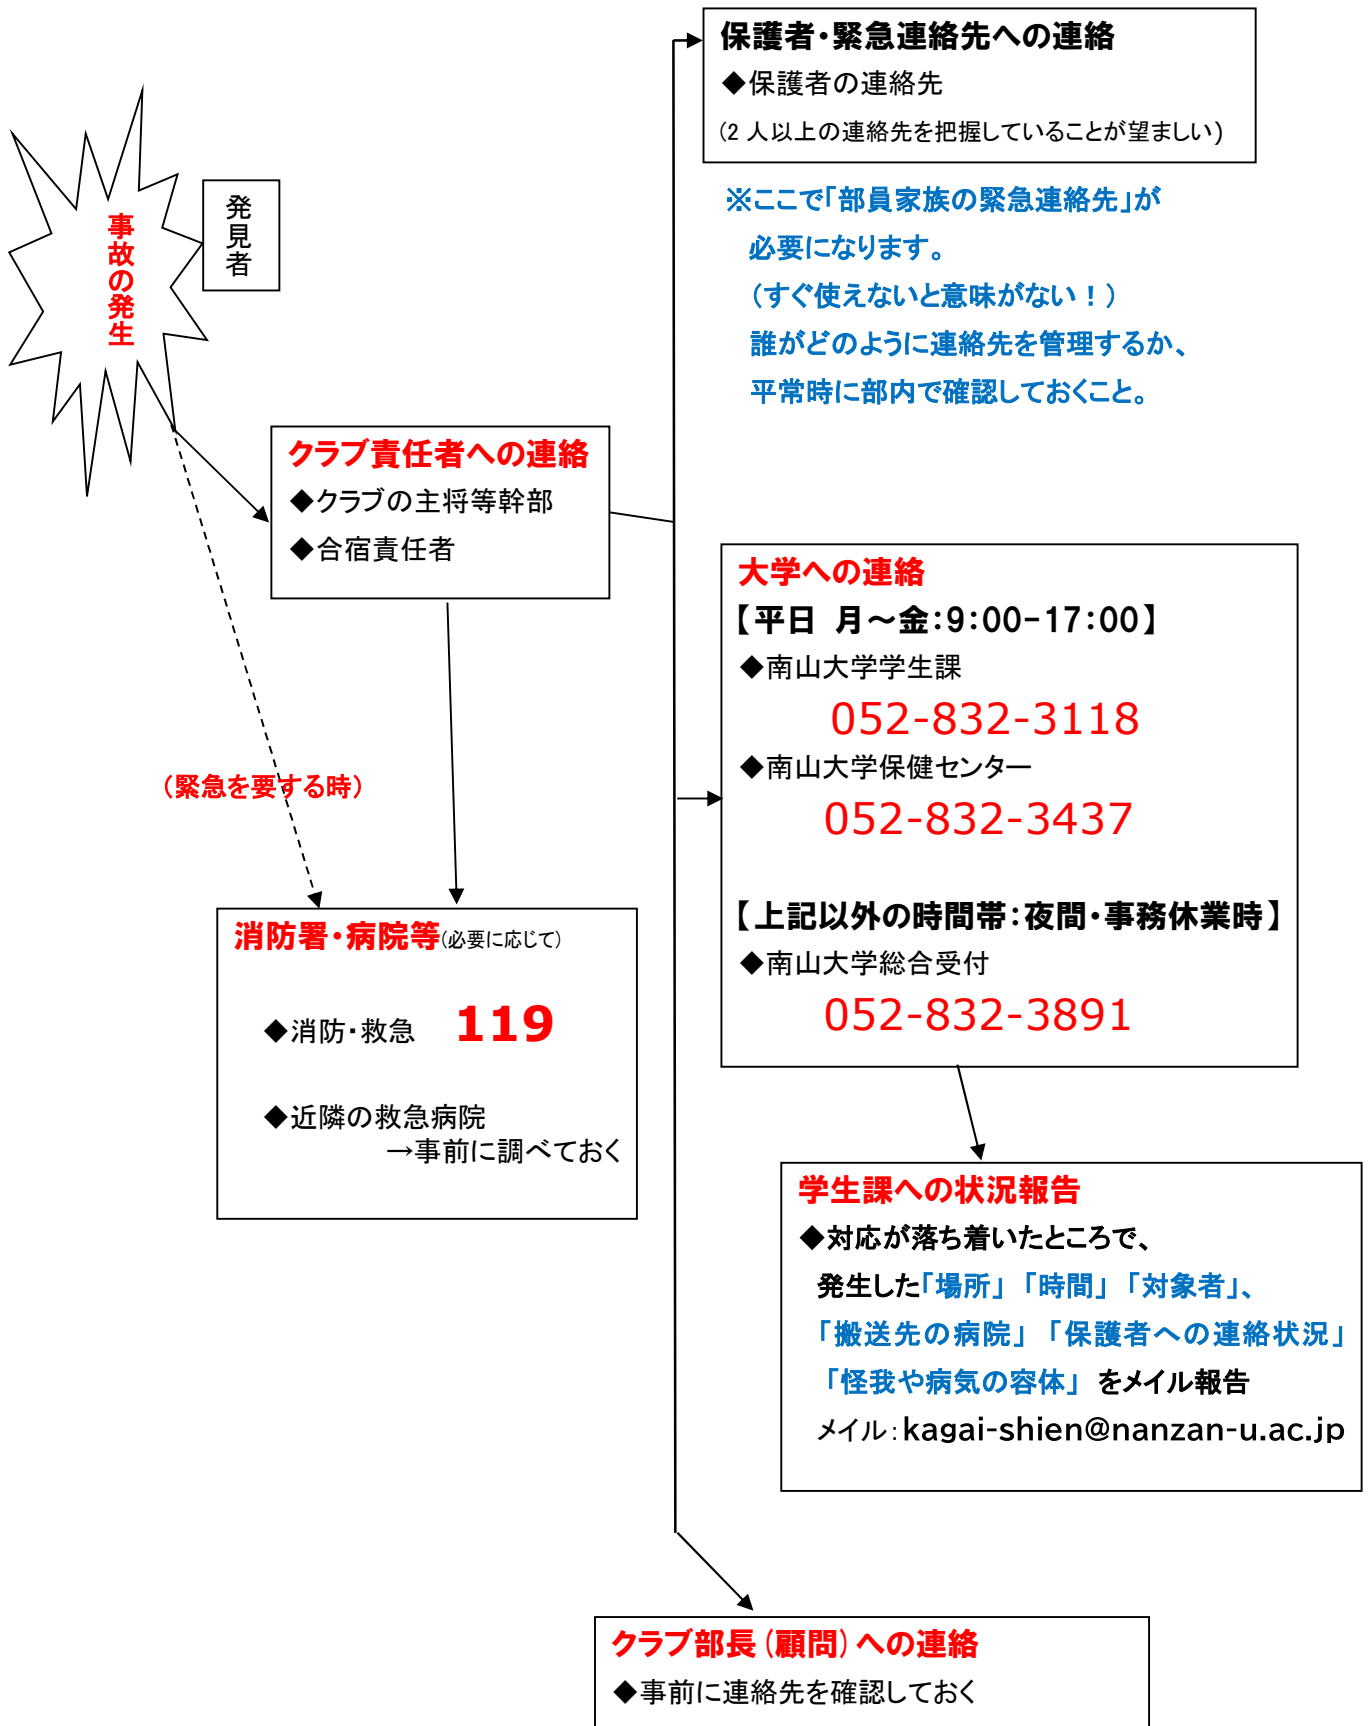 保護者・緊急連絡先への連絡
◆保護者の連絡先
(2 人以上の連絡先を把握していることが望ましい)
※ここで「部員家族の緊急連絡先」が
必要になります。
（すぐ使えないと意味がない！）
誰がどのように連絡先を管理するか、
平常時に部内で確認しておくこと。
事故の発生
発見者
クラブ責任者への連絡
◆クラブの主将等幹部
◆合宿責任者
大学への連絡
【平日 月～金：9：00-17：00】
◆南山大学学生課
052-832-3118
◆南山大学保健センター
052-832-3437
【上記以外の時間帯：夜間・事務休業時】
◆南山大学総合受付
052-832-3891
（緊急を要する時）
消防署・病院等(必要に応じて)
◆消防・救急 119
◆近隣の救急病院
→事前に調べておく
学生課への状況報告
◆対応が落ち着いたところで、
発生した「場所」「時間」「対象者」、
「搬送先の病院」「保護者への連絡状況」
「怪我や病気の容体」をメイル報告
メイル：kagai-shien@nanzan-u.ac.jp
クラブ部長（顧問）への連絡
◆事前に連絡先を確認しておく